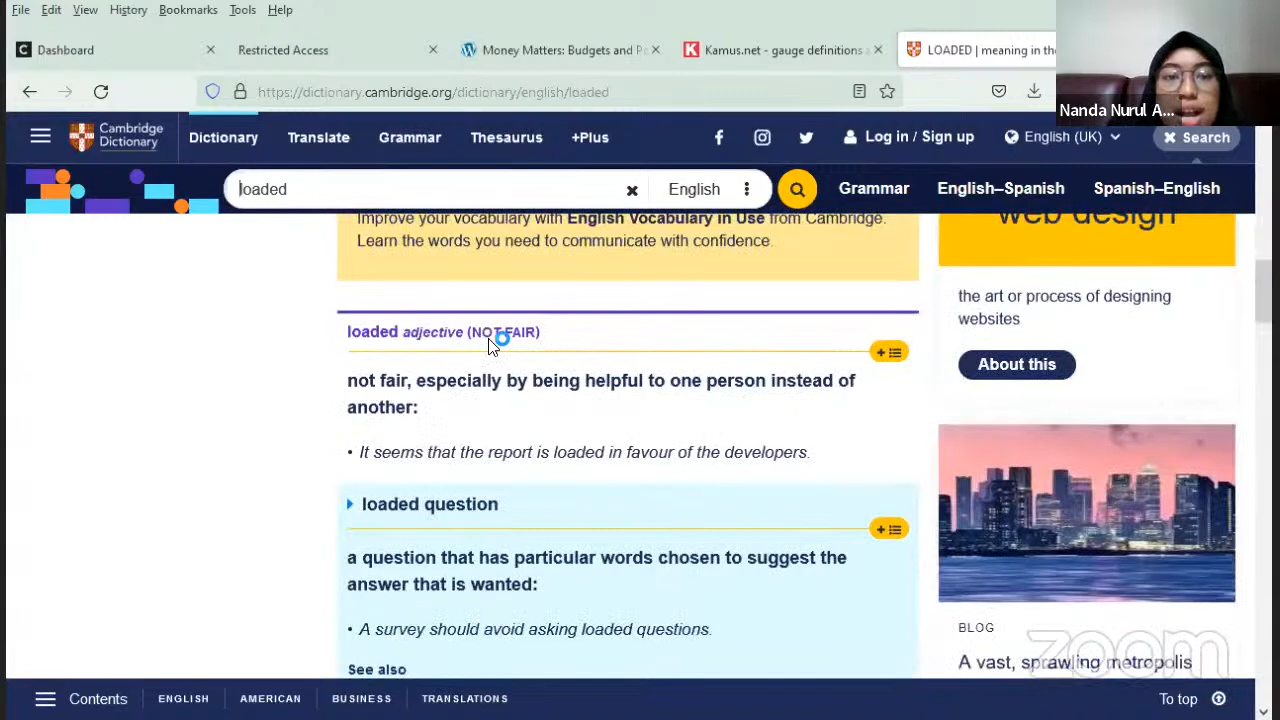 File Edit View History Bookmarks Tools Help
Dashboard
Restricted Access
Money Matters: Budgets and
Kamus.net - gauge definitions
LOADED | meaning in the
https://dictionary.cambridge.org/dictionary/english/loaded
Nanda Nurul A...
Cambridge
Dictionary
Dictionary Translate Grammar Thesaurus +Plus
Log in / Sign up
English (UK)
Search
loaded
English
Grammar English–Spanish Spanish–English
Improve your vocabulary with English Vocabulary in Use from Cambridge.
Learn the words you need to communicate with confidence.
web design
the art or process of designing
websites
About this
loaded adjective (NOT FAIR)
not fair, especially by being helpful to one person instead of
another:
• It seems that the report is loaded in favour of the developers.
loaded question
a question that has particular words chosen to suggest the
answer that is wanted:
• A survey should avoid asking loaded questions.
See also
BLOG
A vast, sprawling metropolis
zoom
Contents ENGLISH AMERICAN BUSINESS TRANSLATIONS
To top